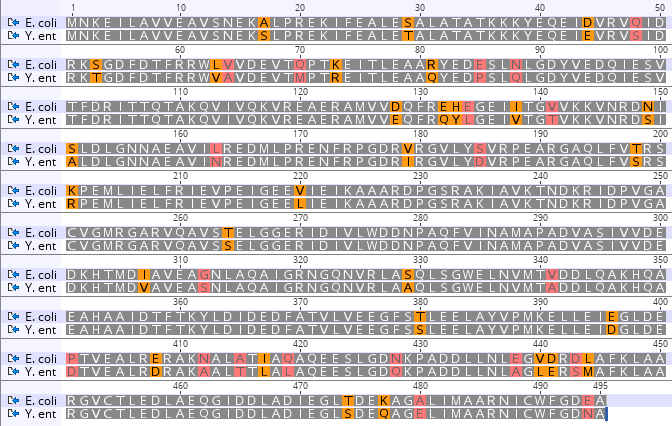 1 10 20 30 40 50
E. coli MNKEILAVVEAVSNEKALPREKIFEALESALATATKKKYEQEIDVRVQID
Y. ent MNKEILAVVEAVSNEKSLPREKIFEALETALATATKKKYEQEIEVRVSID
60 70 80 90 100
E. coli RKSGDFDTFRRWLVVDEVTQPTKEITLEAARYEDESLNLGDYVEDQIESV
Y. ent RKTGDFDTFRRWVAVDEVTMPTREITLEAAQYEDPSLQLGDYVEDQIESV
110 120 130 140 150
E. coli TFDRITTQTAKQVIVQKVREAERAMVVDQFREHEGEIITGVVKKVNRDNI
Y. ent TFDRITTQTAKQVIVQKVREAERAMVVEQFRQYLGEIVTGTVKKVNRDSI
160 170 180 190 200
E. coli SLDLGNNAEAVILREDMLPRENFRPGDRVRGVLYSVRPEARGAQLFVTRS
Y. ent ALDLGNNAEAVINREDMLPRENFRPGDRIRGVLYDVRPEARGAQLFVSRS
210 220 230 240 250
E. coli KPEMLIELFRIEVPEIGEEVIEIKAAARDPGSRAKIAVKTNDKRIDPVGA
Y. ent RPEMLIELFRIEVPEIGEELIEIKAAARDPGSRAKIAVKTNDKRIDPVGA
260 270 280 290 300
E. coli CVGMRGARVQAVSTELGGERIDIVLWDDNPAQFVINAMAPADVASIVVDE
Y. ent CVGMRGARVQAVSSELGGERIDIVLWDDNPAQFVINAMAPADVASIVVDE
310 320 330 340 350
E. coli DKHTMDIAVEAGNLAQAIGRNGQNVRLASQLSGWELNVMTVDDLQAKHQA
Y. ent DKHTMDVAVEASNLAQAIGRNGQNVRLAAQLSGWELNVMTADDLQAKHQA
360 370 380 390 400
E. coli EAHAAIDTFTKYLDIDEDFATVLVEEGFSTLEELAYVPMKELLEIEGLDE
Y. ent EAHAAIDTFTKYLDIDEDFATVLVEEGFSSLEELAYVPMKELLEIDGLDE
410 420 430 440 450
E. coli PTVEALRERAKNALATIAQAQEESLGDNKPADDLLNLEGVDRDLAFKLAA
Y. ent DTVEALRDRAKAALTTLALAQEESLGDQKPADDLLNLAGLERSMAFKLAA
460 470 480 490 495
E. coli RGVCTLEDLAEQGIDDLADIEGLTDEKAGALIMAARNICWFGDEA
Y. ent RGVCTLEDLAEQGIDDLADIEGLSDEQAGELIMAARNICWFGDNA